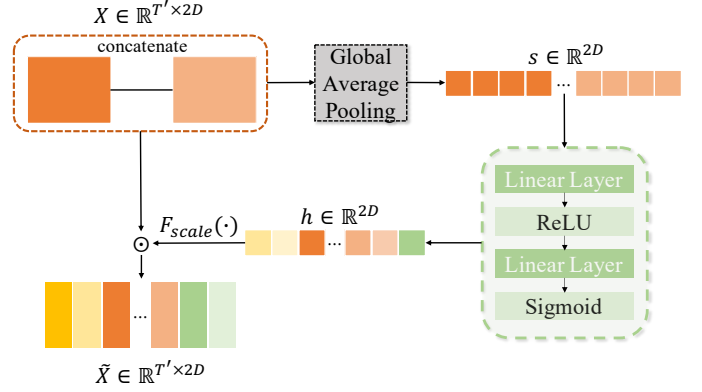 X ∈ ℝ^{T′×2D}
concatenate
Global
Average
Pooling
s ∈ ℝ^{2D}
...
Linear Layer
ReLU
Linear Layer
Sigmoid
h ∈ ℝ^{2D}
...
F_{scale}(·)
⊙
...
X̃ ∈ ℝ^{T′×2D}